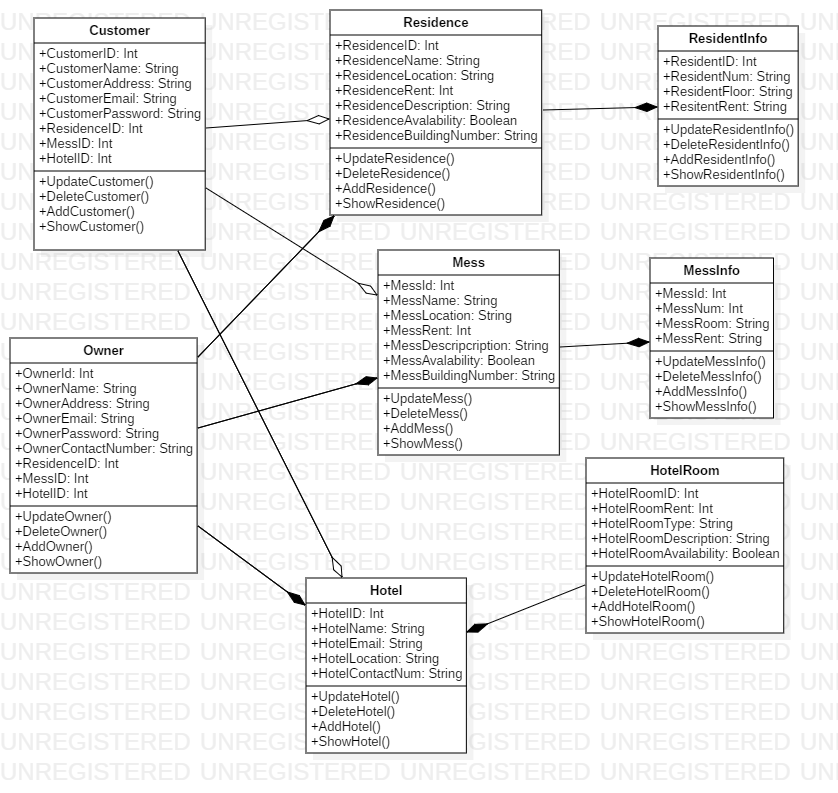 Customer
+CustomerID: Int
+CustomerName: String
+CustomerAddress: String
+CustomerEmail: String
+CustomerPassword: String
+ResidenceID: Int
+MessID: Int
+HotelID: Int
+UpdateCustomer()
+DeleteCustomer()
+AddCustomer()
+ShowCustomer()
Residence
+ResidenceID: Int
+ResidenceName: String
+ResidenceLocation: String
+ResidenceRent: Int
+ResidenceDescription: String
+ResidenceAvalability: Boolean
+ResidenceBuildingNumber: String
+UpdateResidence()
+DeleteResidence()
+AddResidence()
+ShowResidence()
ResidentInfo
+ResidentID: Int
+ResidentNum: String
+ResidentFloor: String
+ResitentRent: String
+UpdateResidentInfo()
+DeleteResidentInfo()
+AddResidentInfo()
+ShowResidentInfo()
Mess
+MessId: Int
+MessName: String
+MessLocation: String
+MessRent: Int
+MessDescripcription: String
+MessAvalability: Boolean
+MessBuildingNumber: String
+UpdateMess()
+DeleteMess()
+AddMess()
+ShowMess()
MessInfo
+MessId: Int
+MessNum: Int
+MessRoom: String
+MessRent: String
+UpdateMessInfo()
+DeleteMessInfo()
+AddMessInfo()
+ShowMessInfo()
Owner
+OwnerId: Int
+OwnerName: String
+OwnerAddress: String
+OwnerEmail: String
+OwnerPassword: String
+OwnerContactNumber: String
+ResidenceID: Int
+MessID: Int
+HotelID: Int
+UpdateOwner()
+DeleteOwner()
+AddOwner()
+ShowOwner()
HotelRoom
+HotelRoomID: Int
+HotelRoomRent: Int
+HotelRoomType: String
+HotelRoomDescription: String
+HotelRoomAvailability: Boolean
+UpdateHotelRoom()
+DeleteHotelRoom()
+AddHotelRoom()
+ShowHotelRoom()
Hotel
+HotelID: Int
+HotelName: String
+HotelEmail: String
+HotelLocation: String
+HotelContactNum: String
+UpdateHotel()
+DeleteHotel()
+AddHotel()
+ShowHotel()
UNREGISTERED